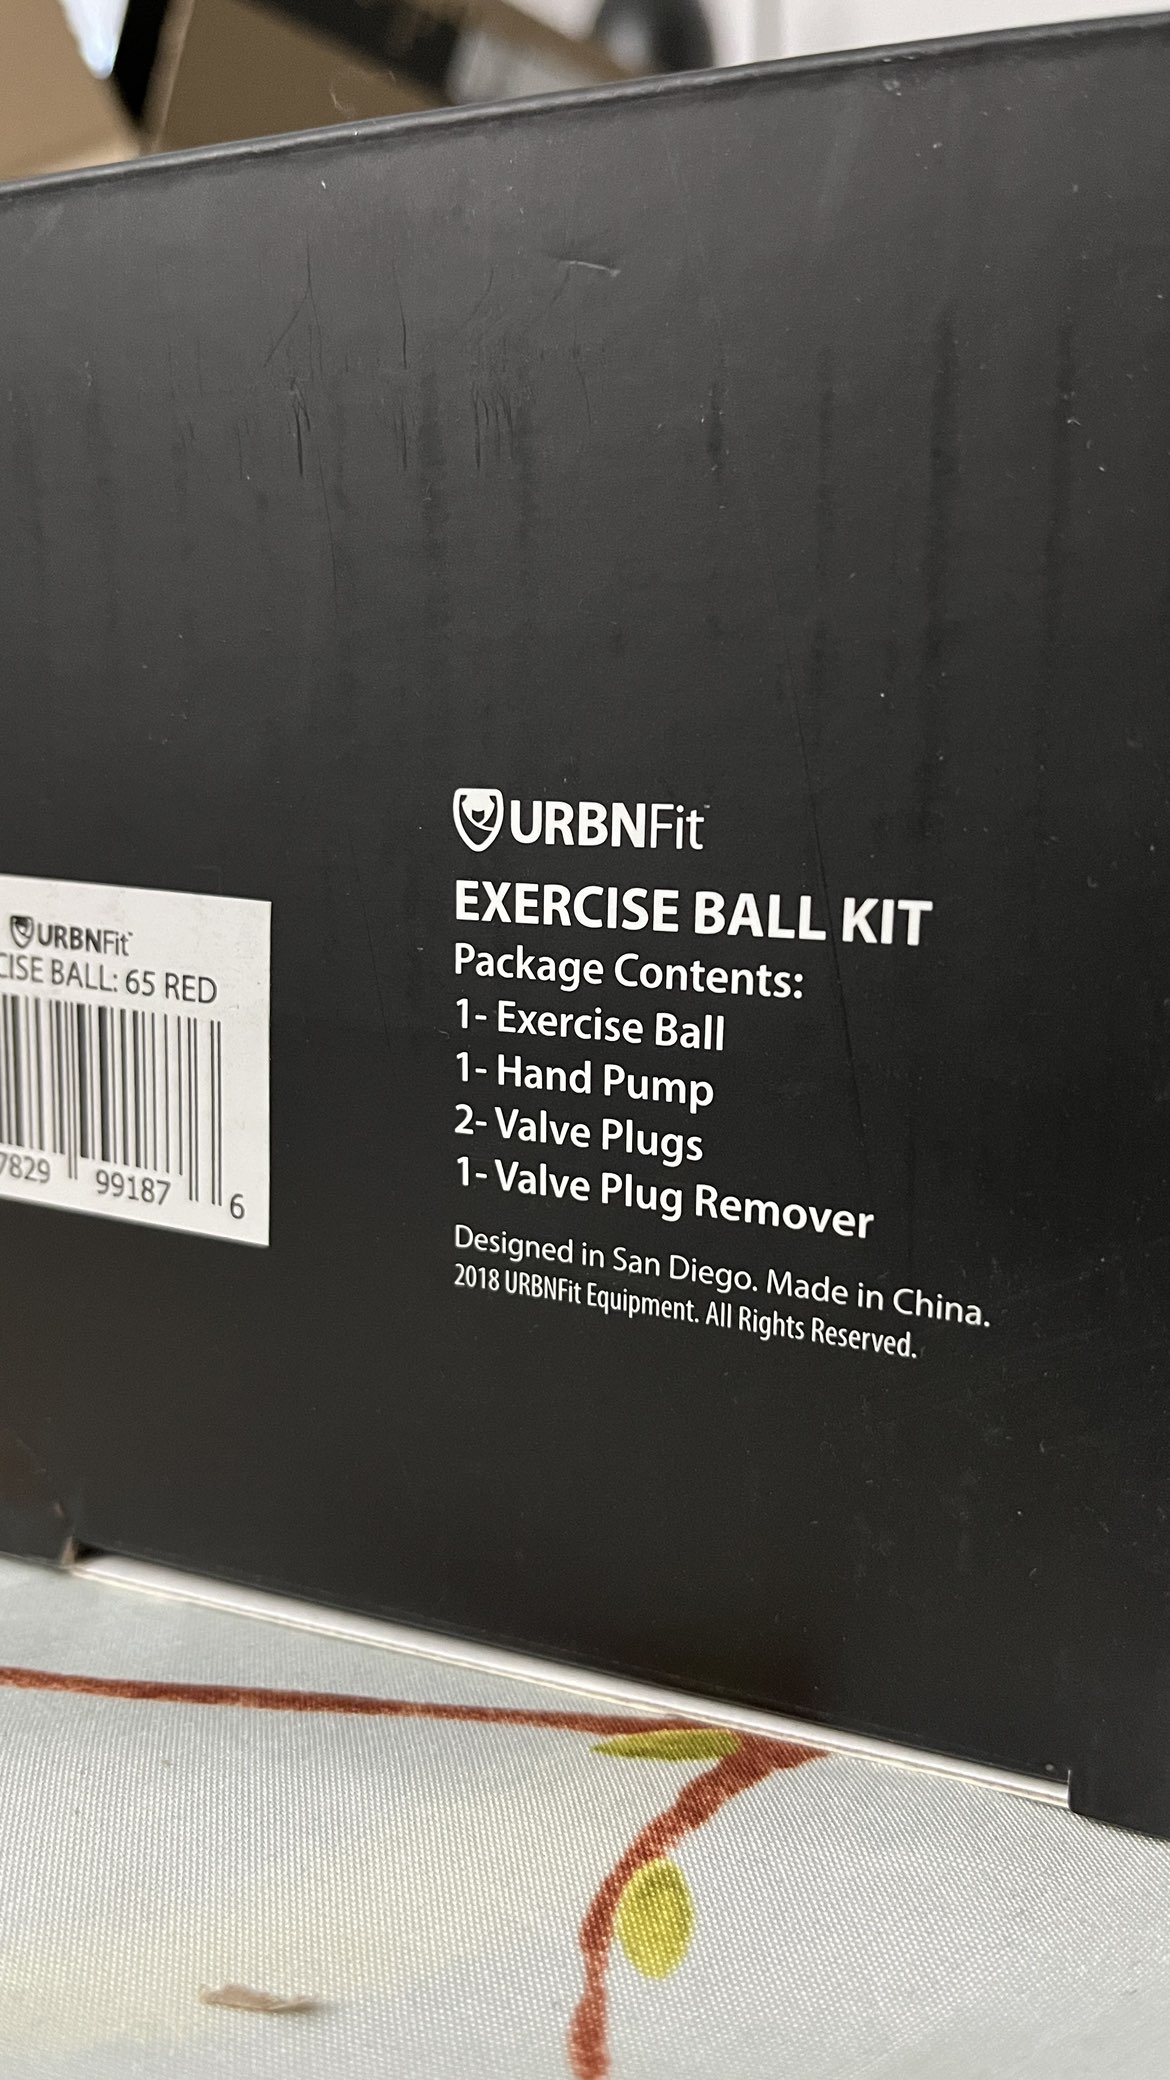 URBNFit
EXERCISE BALL KIT
Package Contents:
1- Exercise Ball
1- Hand Pump
2- Valve Plugs
1- Valve Plug Remover
Designed in San Diego. Made in China.
2018 URBNFit Equipment. All Rights Reserved.
URBNFit
BALL: 65 RED
7829 99187 6